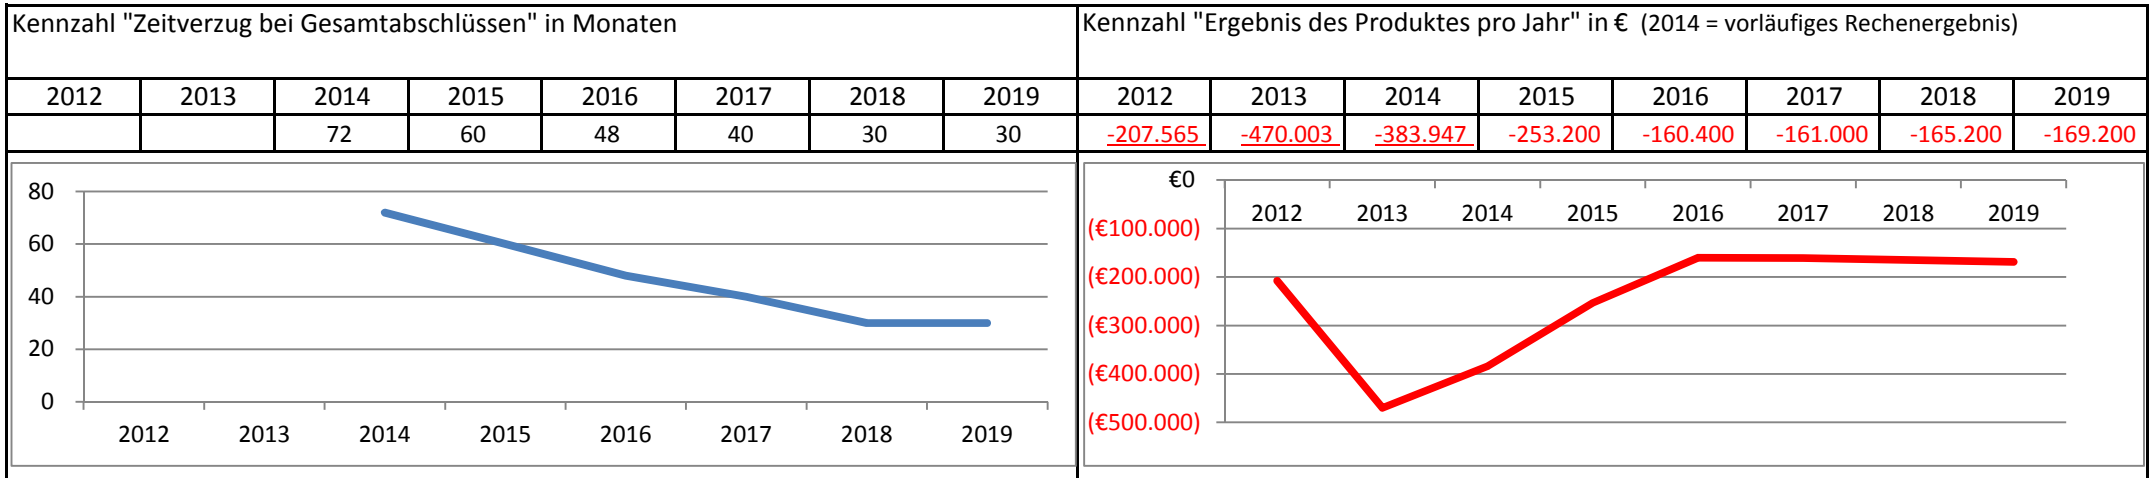 Kennzahl "Zeitverzug bei Gesamtabschlüssen" in Monaten
2012 2013 2014 2015 2016 2017 2018 2019
72 60 48 40 30 30
80
60
40
20
0
2012 2013 2014 2015 2016 2017 2018 2019
Kennzahl "Ergebnis des Produktes pro Jahr" in € (2014 = vorläufiges Rechenergebnis)
2012 2013 2014 2015 2016 2017 2018 2019
-207.565 -470.003 -383.947 -253.200 -160.400 -161.000 -165.200 -169.200
€0
2012 2013 2014 2015 2016 2017 2018 2019
(€100.000)
(€200.000)
(€300.000)
(€400.000)
(€500.000)